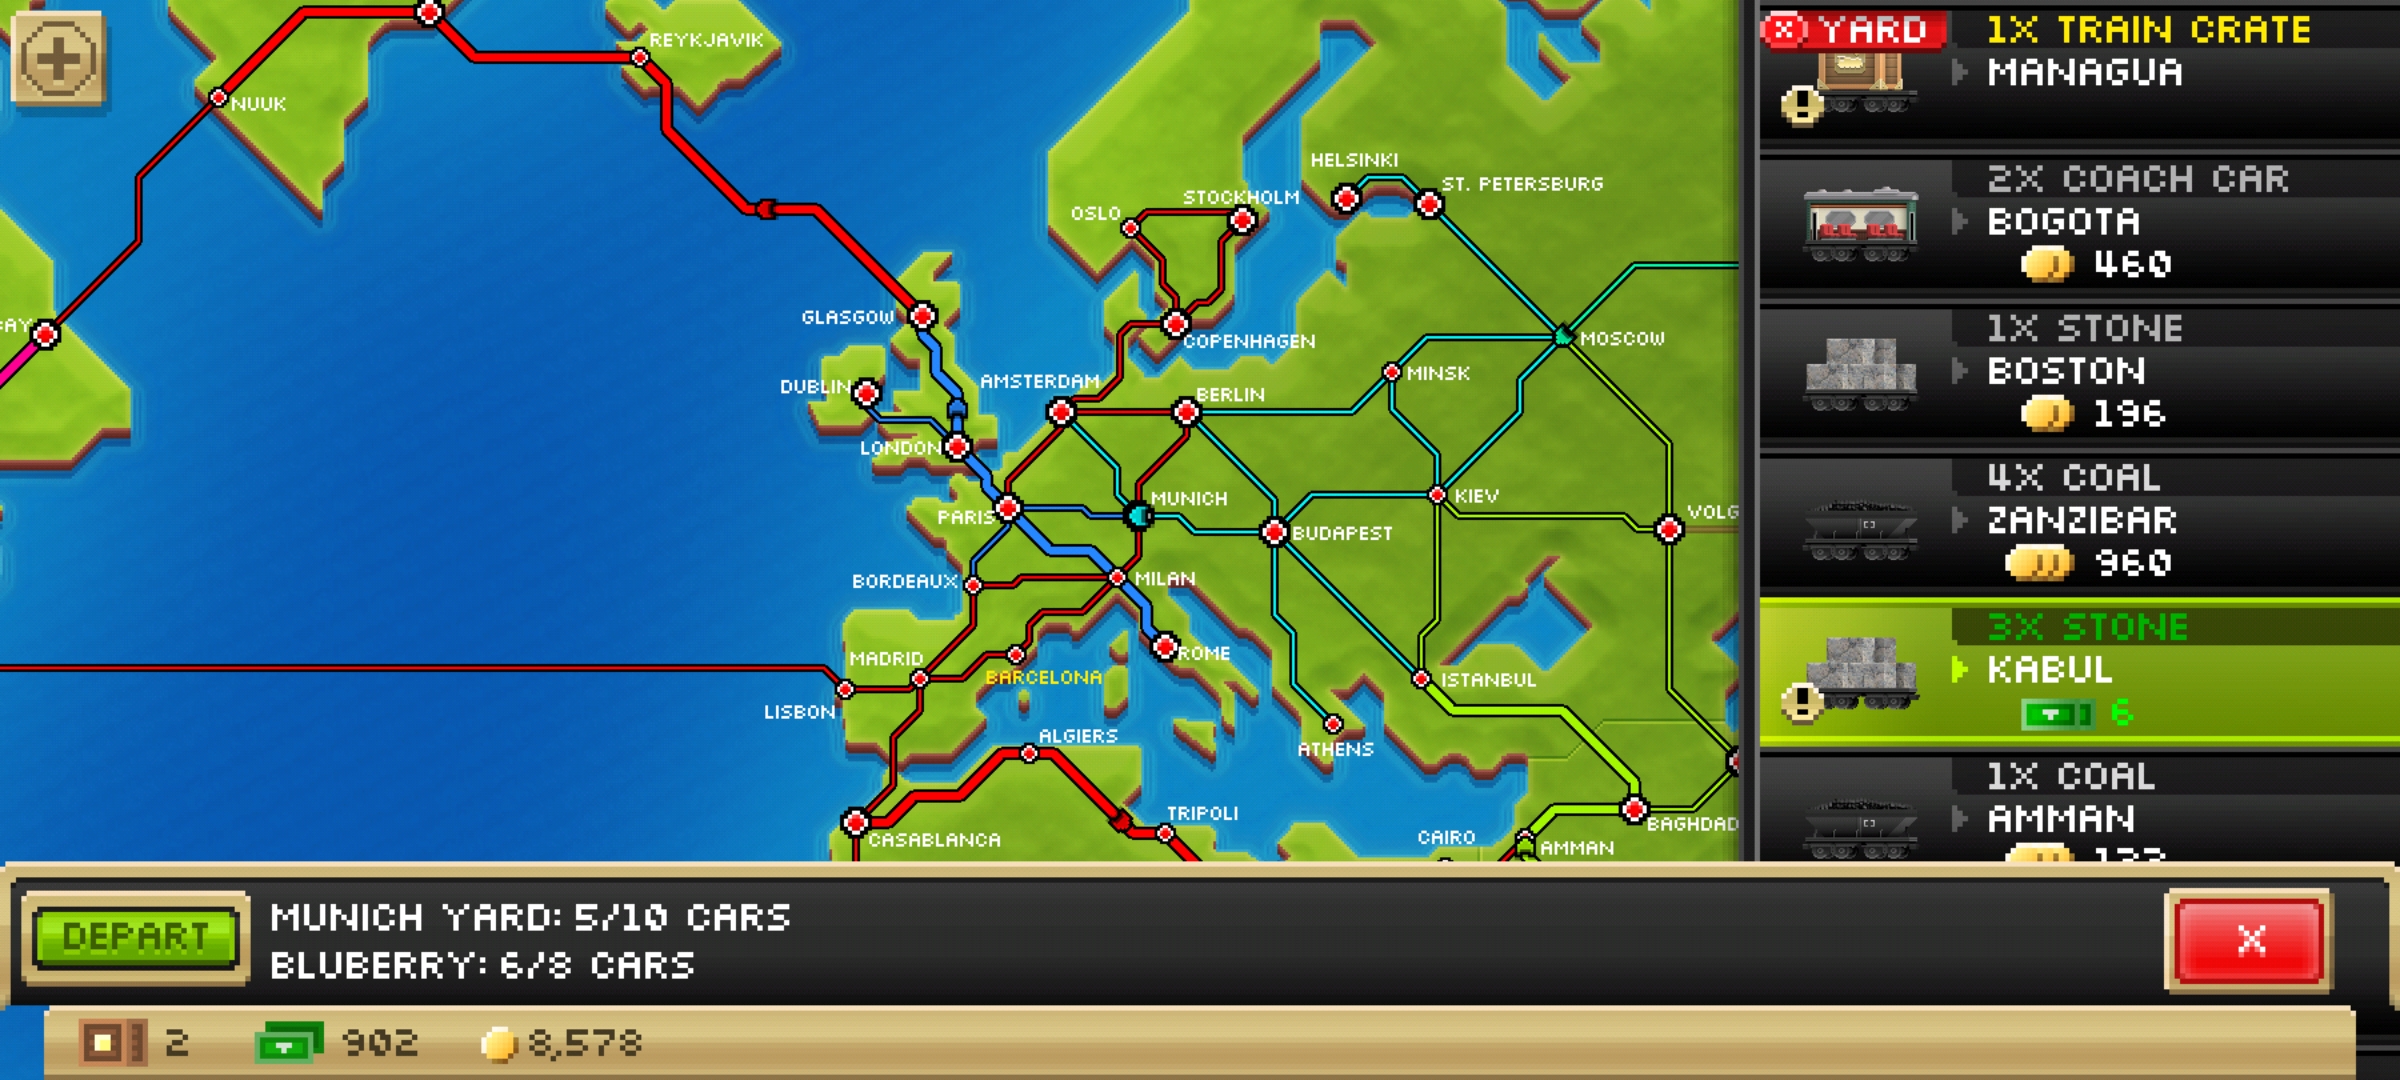 REYKJAVIK
NUUK
HELSINKI
ST. PETERSBURG
STOCKHOLM
OSLO
GLASGOW
COPENHAGEN
MOSCOW
MINSK
DUBLIN
AMSTERDAM
BERLIN
LONDON
MUNICH
KIEV
PARIS
BUDAPEST
VOLG
BORDEAUX
MILAN
ROME
MADRID
BARCELONA
ISTANBUL
LISBON
ATHENS
ALGIERS
TRIPOLI
CASABLANCA
CAIRO
AMMAN
BAGHDAD
YARD
1X TRAIN CRATE
MANAGUA
2X COACH CAR
BOGOTA
460
1X STONE
BOSTON
196
4X COAL
ZANZIBAR
960
3X STONE
KABUL
6
1X COAL
AMMAN
DEPART
MUNICH YARD: 5/10 CARS
BLUBERRY: 6/8 CARS
X
2
902
8,578